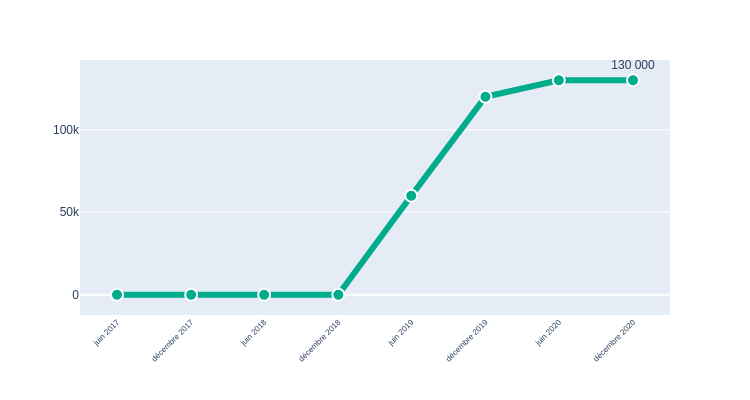 130 000
100k
50k
0
juin 2017
décembre 2017
juin 2018
décembre 2018
juin 2019
décembre 2019
juin 2020
décembre 2020